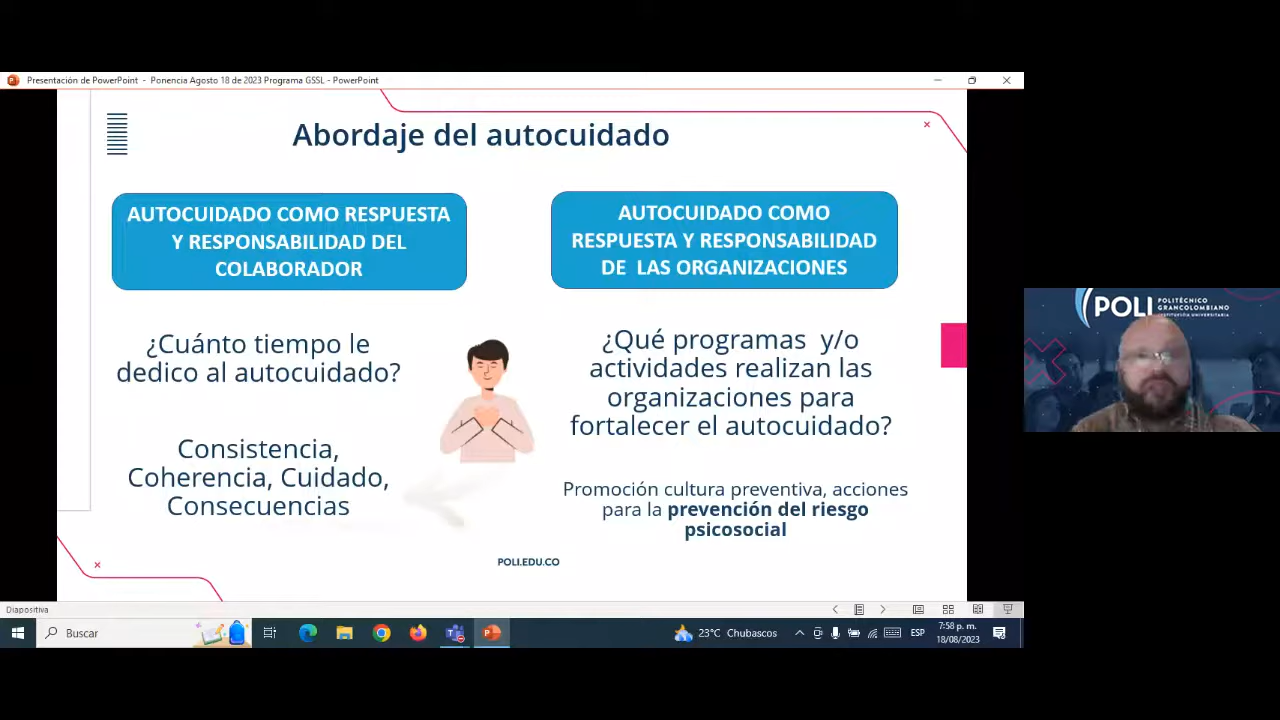 Presentación de PowerPoint - Ponencia Agosto 18 de 2023 Programa GSSL - PowerPoint
Abordaje del autocuidado
AUTOCUIDADO COMO RESPUESTA
Y RESPONSABILIDAD DEL
COLABORADOR
AUTOCUIDADO COMO
RESPUESTA Y RESPONSABILIDAD
DE LAS ORGANIZACIONES
¿Cuánto tiempo le
dedico al autocuidado?
Consistencia,
Coherencia, Cuidado,
Consecuencias
¿Qué programas y/o
actividades realizan las
organizaciones para
fortalecer el autocuidado?
Promoción cultura preventiva, acciones
para la prevención del riesgo
psicosocial
POLI.EDU.CO
POLI
POLITÉCNICO
GRANCOLOMBIANO
INSTITUCIÓN UNIVERSITARIA
Diapositiva
Buscar
23°C Chubascos
ESP
7:58 p. m.
18/08/2023